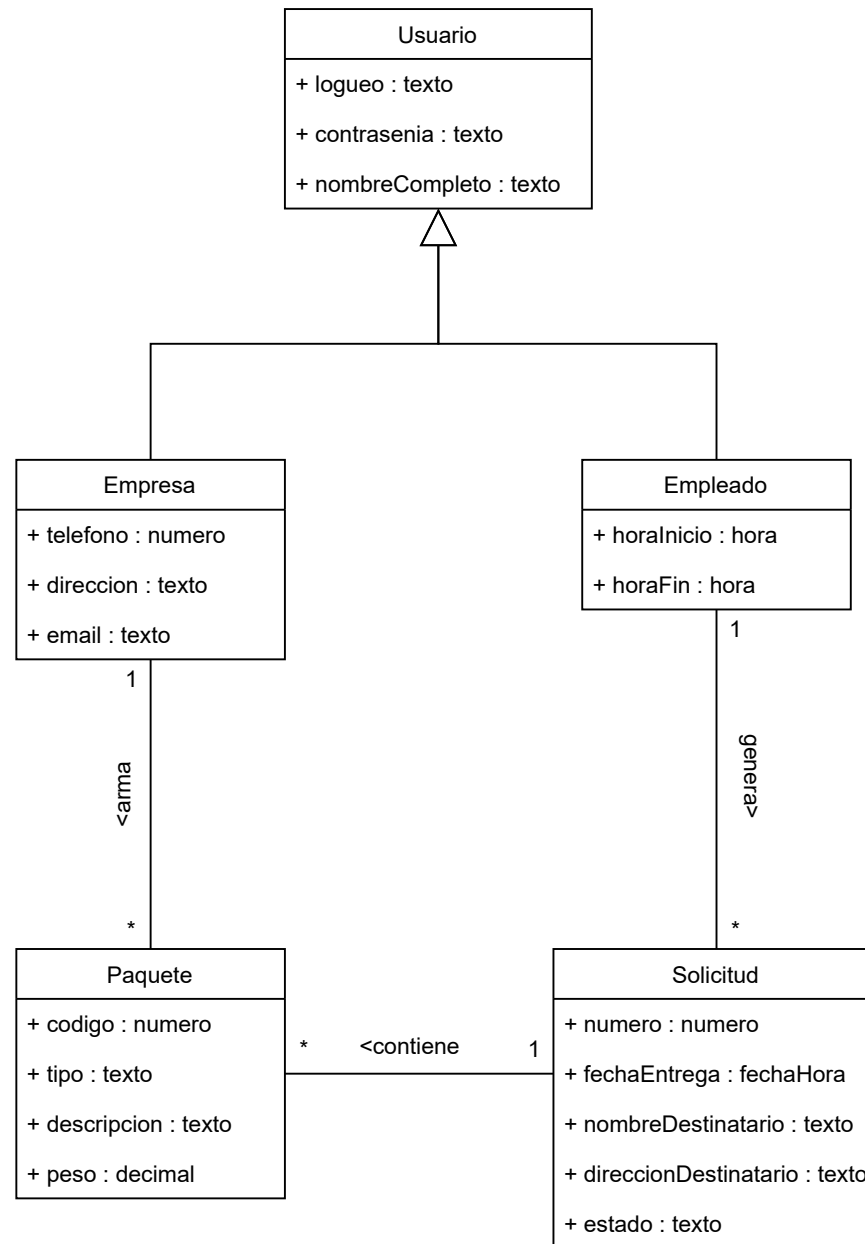 Usuario
+ logueo : texto
+ contrasenia : texto
+ nombreCompleto : texto
Empresa
+ telefono : numero
+ direccion : texto
+ email : texto
Empleado
+ horaInicio : hora
+ horaFin : hora
1
1
<arma
genera>
*
*
Paquete
+ codigo : numero
+ tipo : texto
+ descripcion : texto
+ peso : decimal
* <contiene 1
Solicitud
+ numero : numero
+ fechaEntrega : fechaHora
+ nombreDestinatario : texto
+ direccionDestinatario : texto
+ estado : texto